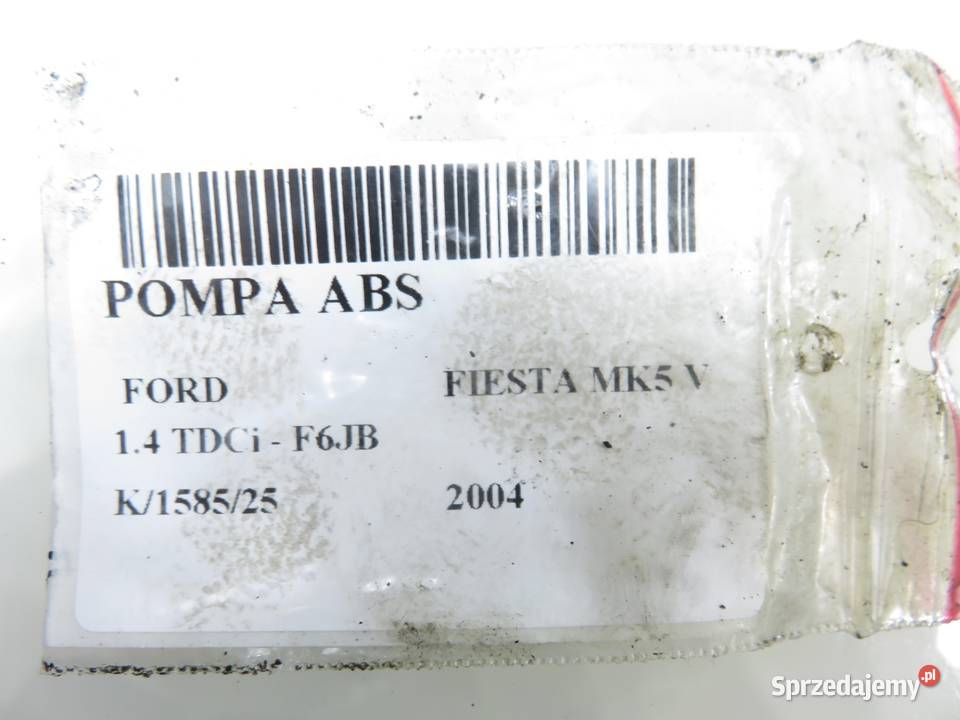 POMPA ABS
FORD FIESTA MK5 V
1.4 TDCi - F6JB
K/1585/25 2004
Sprzedajemy.pl